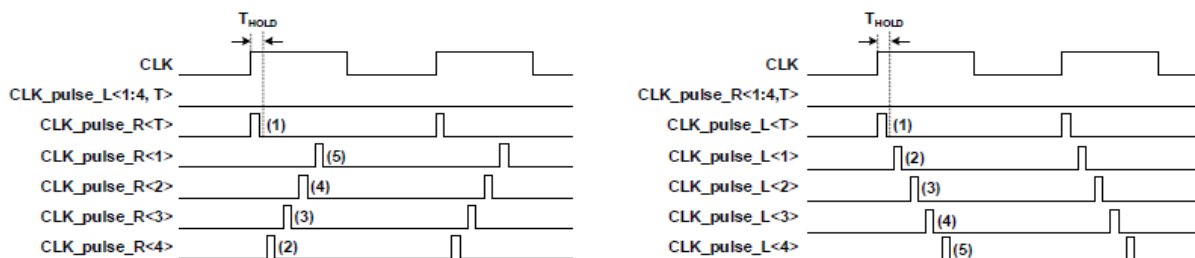 THOLD
CLK
CLK_pulse_L<1:4, T>
CLK_pulse_R<T> (1)
CLK_pulse_R<1> (5)
CLK_pulse_R<2> (4)
CLK_pulse_R<3> (3)
CLK_pulse_R<4> (2)
THOLD
CLK
CLK_pulse_R<1:4,T>
CLK_pulse_L<T> (1)
CLK_pulse_L<1> (2)
CLK_pulse_L<2> (3)
CLK_pulse_L<3> (4)
CLK_pulse_L<4> (5)